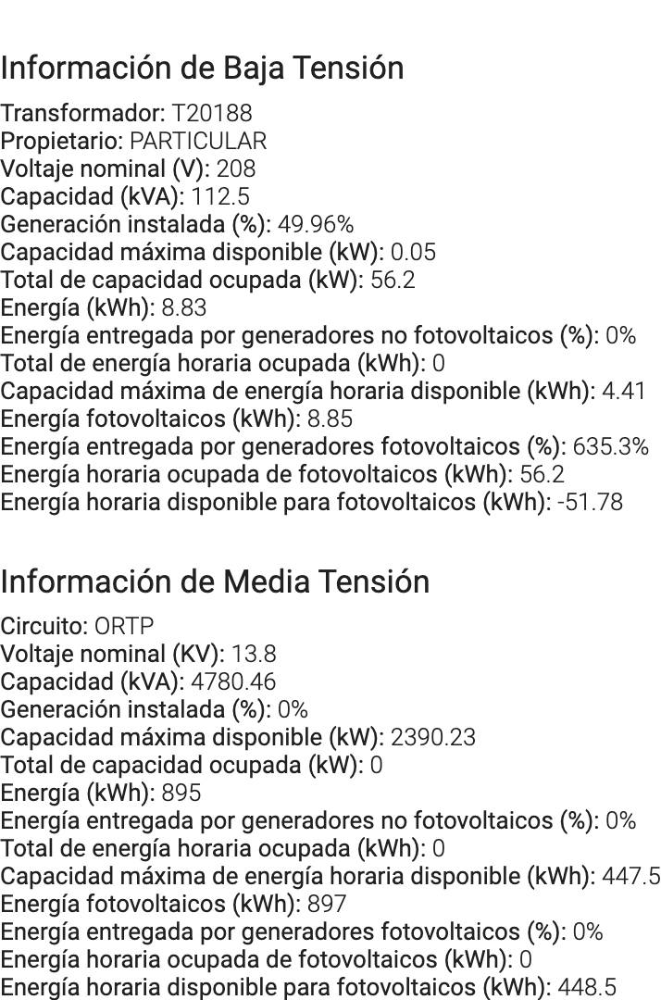 Información de Baja Tensión
Transformador: T20188
Propietario: PARTICULAR
Voltaje nominal (V): 208
Capacidad (kVA): 112.5
Generación instalada (%): 49.96%
Capacidad máxima disponible (kW): 0.05
Total de capacidad ocupada (kW): 56.2
Energía (kWh): 8.83
Energía entregada por generadores no fotovoltaicos (%): 0%
Total de energía horaria ocupada (kWh): 0
Capacidad máxima de energía horaria disponible (kWh): 4.41
Energía fotovoltaicos (kWh): 8.85
Energía entregada por generadores fotovoltaicos (%): 635.3%
Energía horaria ocupada de fotovoltaicos (kWh): 56.2
Energía horaria disponible para fotovoltaicos (kWh): -51.78
Información de Media Tensión
Circuito: ORTP
Voltaje nominal (KV): 13.8
Capacidad (kVA): 4780.46
Generación instalada (%): 0%
Capacidad máxima disponible (kW): 2390.23
Total de capacidad ocupada (kW): 0
Energía (kWh): 895
Energía entregada por generadores no fotovoltaicos (%): 0%
Total de energía horaria ocupada (kWh): 0
Capacidad máxima de energía horaria disponible (kWh): 447.5
Energía fotovoltaicos (kWh): 897
Energía entregada por generadores fotovoltaicos (%): 0%
Energía horaria ocupada de fotovoltaicos (kWh): 0
Energía horaria disponible para fotovoltaicos (kWh): 448.5